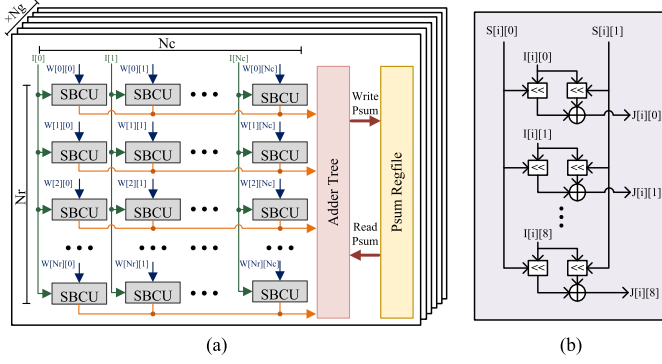 ×Ng
Nc
I[0] I[1] I[Nc]
W[0][0] W[0][1] W[0][Nc]
SBCU SBCU • • • SBCU
W[1][0] W[1][1] W[1][Nc]
SBCU SBCU • • • SBCU
W[2][0] W[2][1] W[2][Nc]
SBCU SBCU • • • SBCU
• • • • • • • • •
W[Nr][0] W[Nr][1] W[Nr][Nc]
SBCU SBCU • • • SBCU
Nr
Adder Tree
Write
Psum
Read
Psum
Psum Regfile
(a)
S[i][0] S[i][1]
I[i][0]
<< <<
J[i][0]
I[i][1]
<< <<
J[i][1]
I[i][8]
<< <<
J[i][8]
(b)